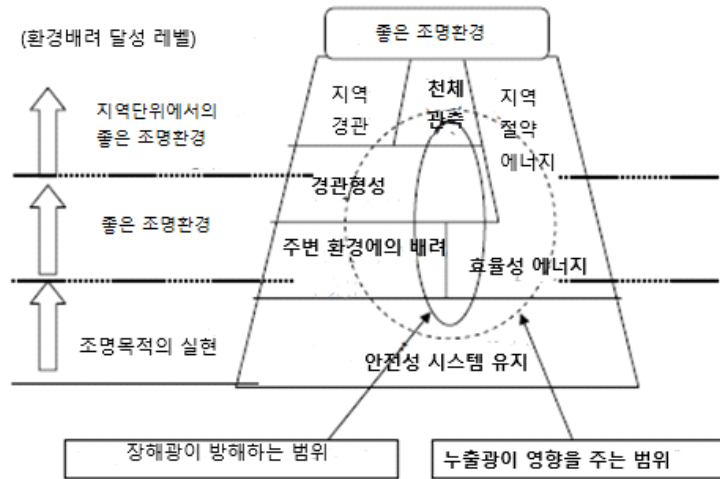 (환경배려 달성 레벨)
좋은 조명환경
지역단위에서의
좋은 조명환경
지역
경관
천체
관측
지역
절약
에너지
경관형성
좋은 조명환경
주변 환경에의 배려
효율성 에너지
조명목적의 실현
안전성 시스템 유지
장해광이 방해하는 범위
누출광이 영향을 주는 범위